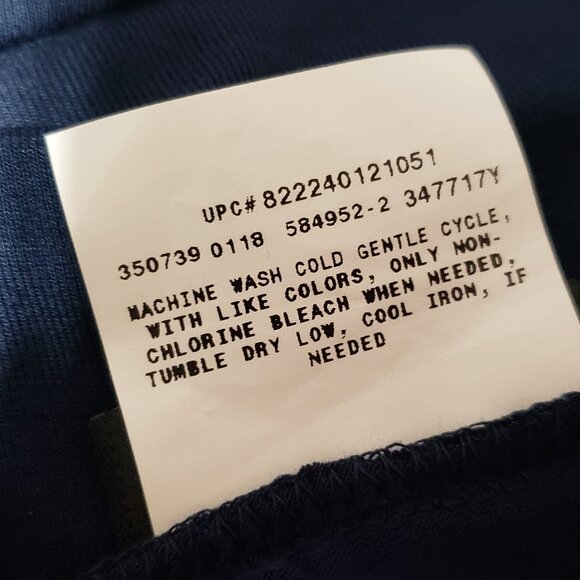 UPC# 822240121051
350739 0118 584952-2 347717Y
MACHINE WASH COLD GENTLE CYCLE,
WITH LIKE COLORS, ONLY NON-
CHLORINE BLEACH WHEN NEEDED,
TUMBLE DRY LOW, COOL IRON, IF
NEEDED